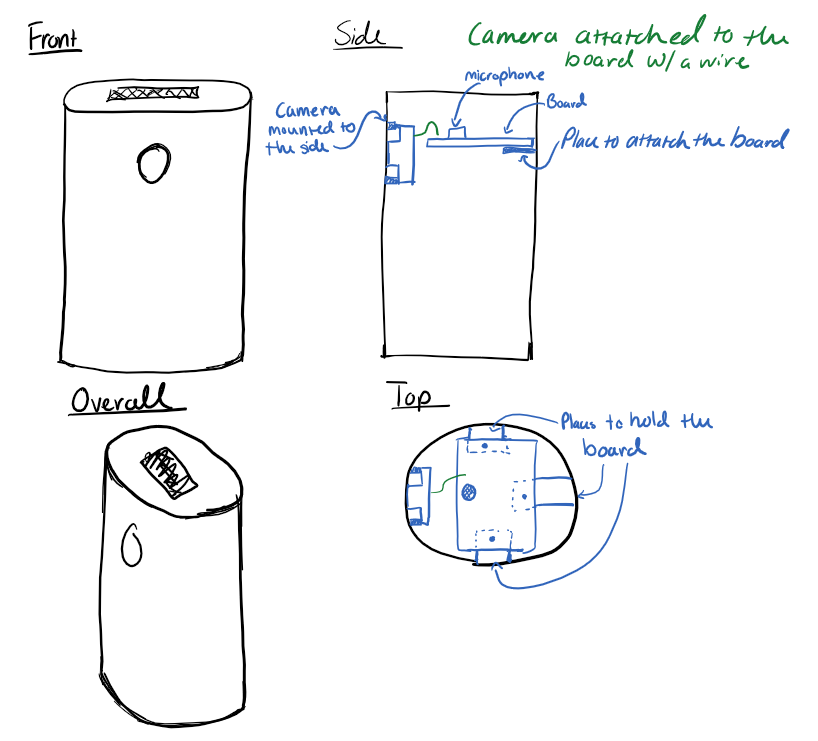 Front
Side
Camera attatched to the
board w/ a wire
microphone
Board
Camera
mounted to
the side
Place to attatch the board
Overall
Top
Places to hold the
board